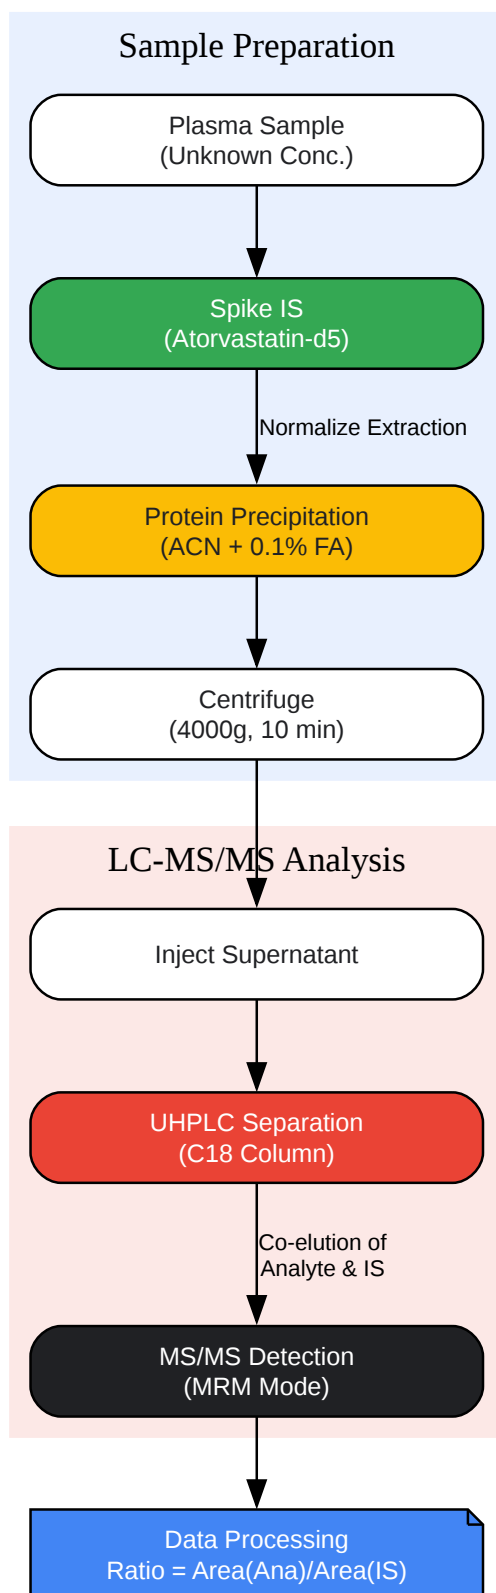 Sample Preparation
Plasma Sample
(Unknown Conc.)
Spike IS
(Atorvastatin-d5)
Normalize Extraction
Protein Precipitation
(ACN + 0.1% FA)
Centrifuge
(4000g, 10 min)
LC-MS/MS Analysis
Inject Supernatant
UHPLC Separation
(C18 Column)
Co-elution of
Analyte & IS
MS/MS Detection
(MRM Mode)
Data Processing
Ratio = Area(Ana)/Area(IS)